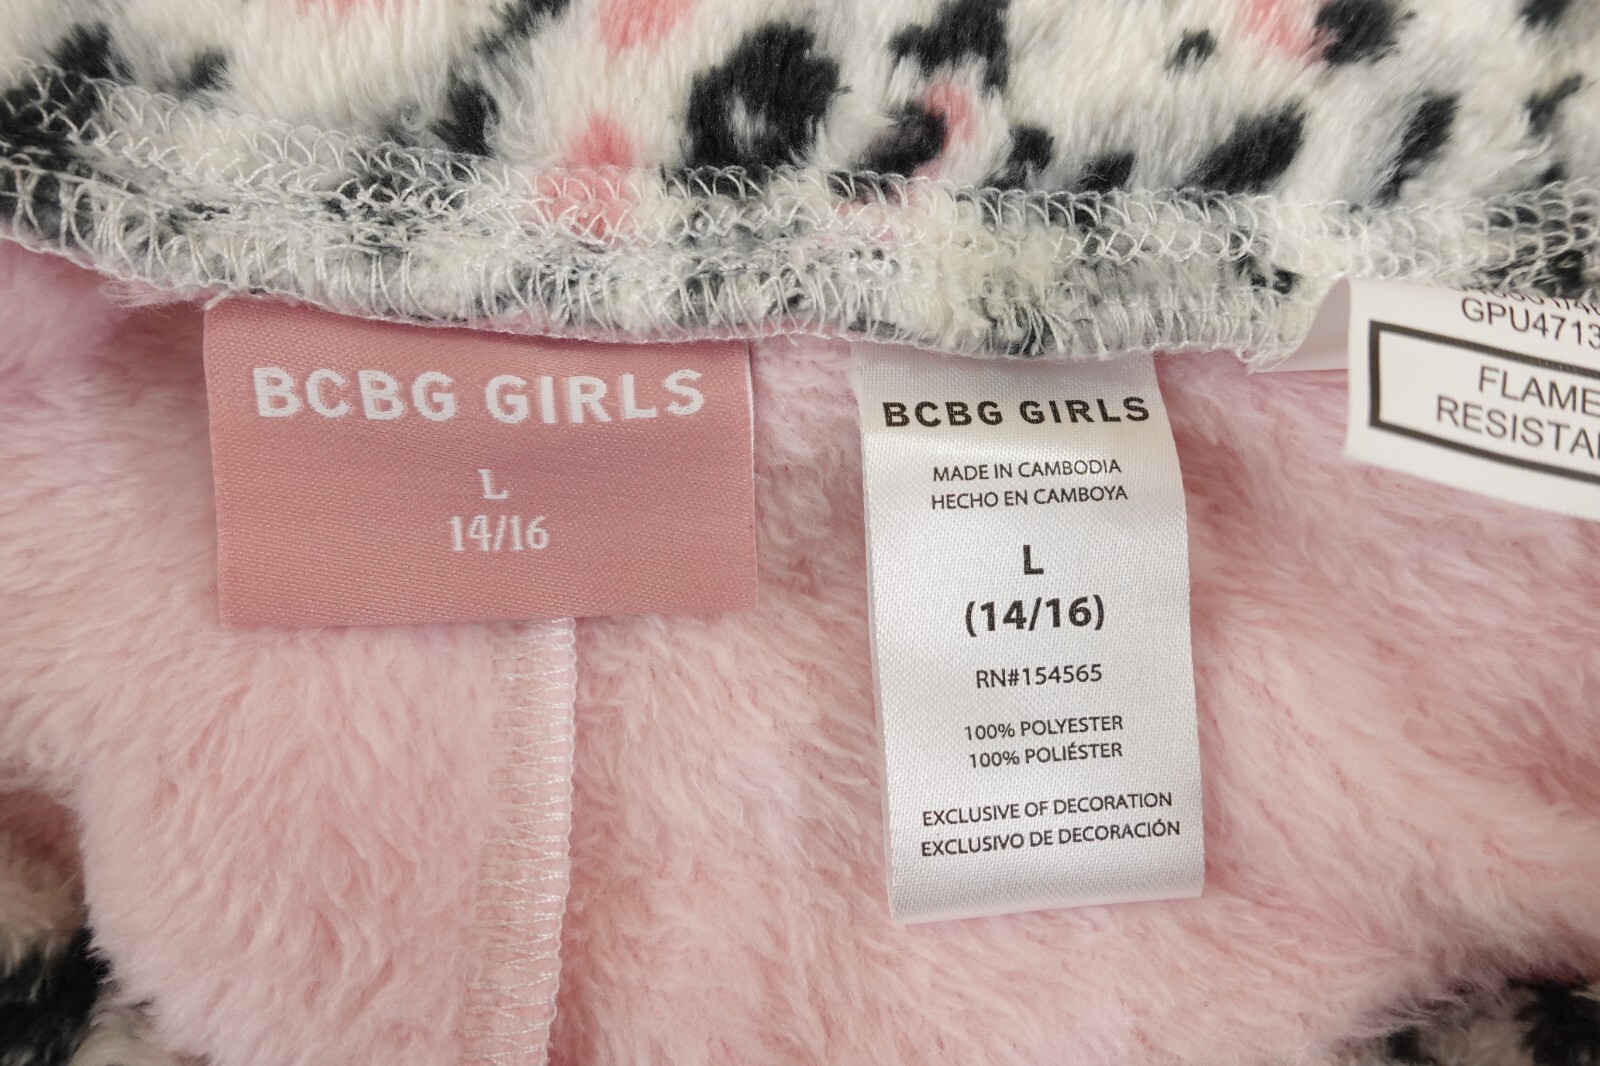 BCBG GIRLS
L
14/16
BCBG GIRLS
MADE IN CAMBODIA
HECHO EN CAMBOYA
L
(14/16)
RN#154565
100% POLYESTER
100% POLIÉSTER
EXCLUSIVE OF DECORATION
EXCLUSIVO DE DECORACIÓN
GPU4713
FLAME